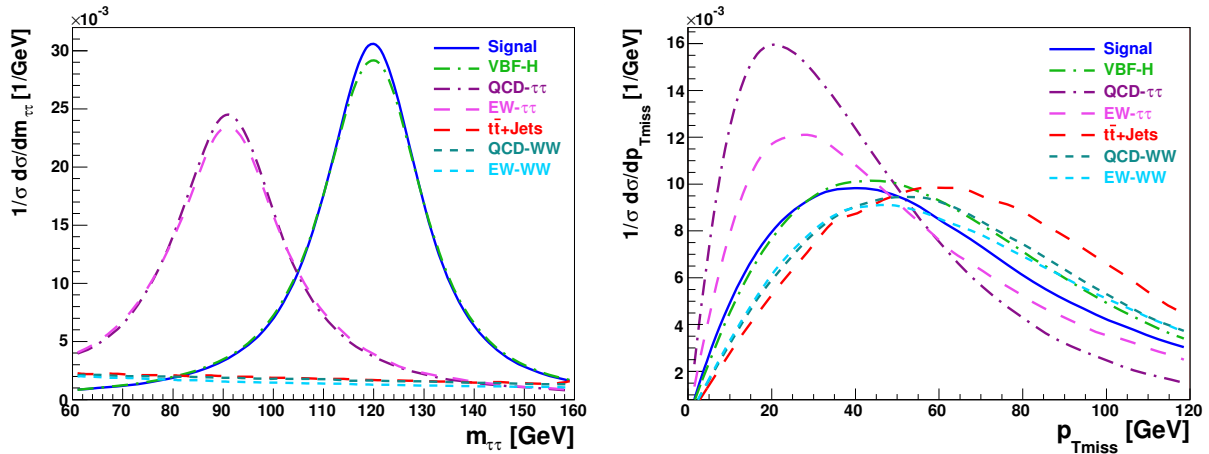 ×10⁻³
1/σ dσ/dm_ττ [1/GeV]
30
25
20
15
10
5
0
60 70 80 90 100 110 120 130 140 150 160
m_ττ [GeV]
Signal
VBF-H
QCD-ττ
EW-ττ
tt̄+Jets
QCD-WW
EW-WW
×10⁻³
1/σ dσ/dp_Tmiss [1/GeV]
16
14
12
10
8
6
4
2
0 20 40 60 80 100 120
p_Tmiss [GeV]
Signal
VBF-H
QCD-ττ
EW-ττ
tt̄+Jets
QCD-WW
EW-WW